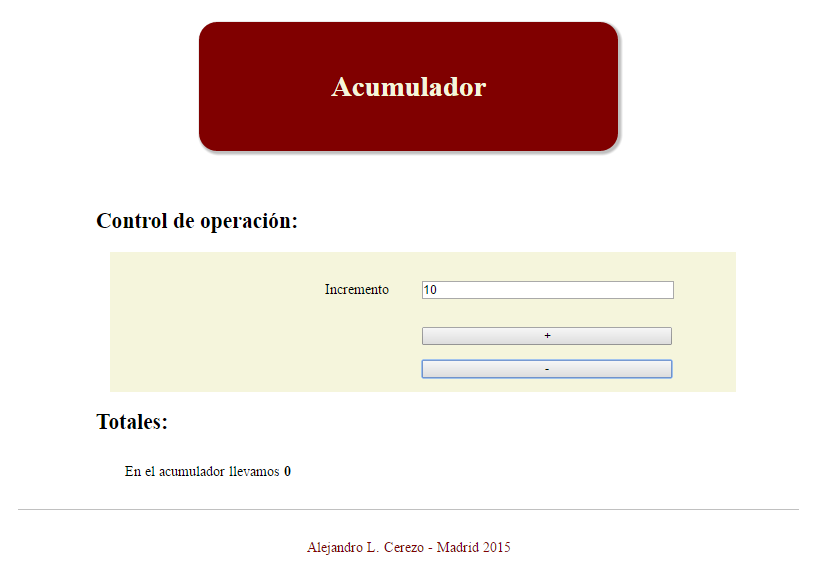 Acumulador
Control de operación:
Incremento 10
+
-
Totales:
En el acumulador llevamos 0
Alejandro L. Cerezo - Madrid 2015